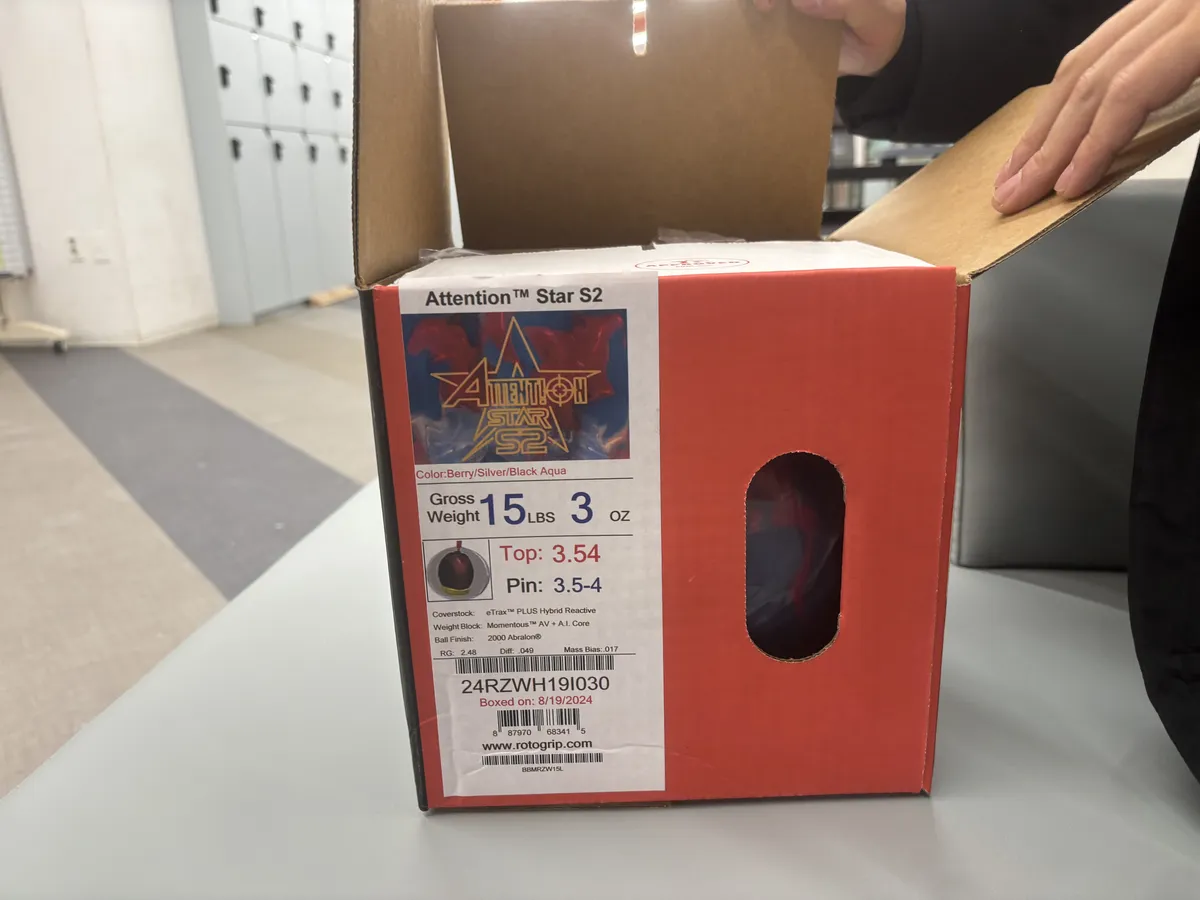 APPROVED
Attention™ Star S2
ATTENTION
STAR
S2
Color:Berry/Silver/Black Aqua
Gross Weight 15 LBS 3 OZ
Top: 3.54
Pin: 3.5-4
Coverstock: eTrax™ PLUS Hybrid Reactive
Weight Block: Momentous™ AV + A.I. Core
Ball Finish: 2000 Abralon®
RG: 2.48 Diff: .049 Mass Bias: .017
24RZWH19I030
Boxed on: 8/19/2024
8 87970 68341 5
www.rotogrip.com
BBMRZW15L